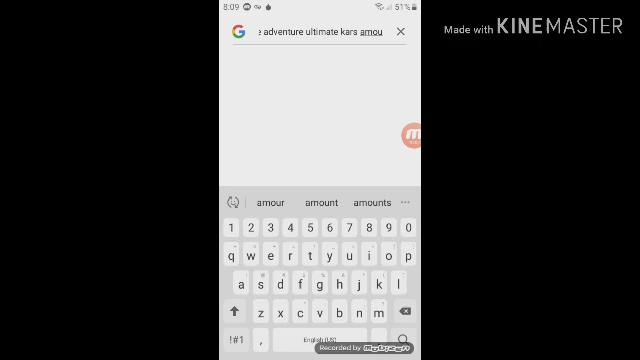 8:09
51%
Made with KINEMASTER
e adventure ultimate kars amou
amour amount amounts
1 2 3 4 5 6 7 8 9 0
q w e r t y u i o p
a s d f g h j k l
z x c v b n m
!#1 , English (US)
Recorded by